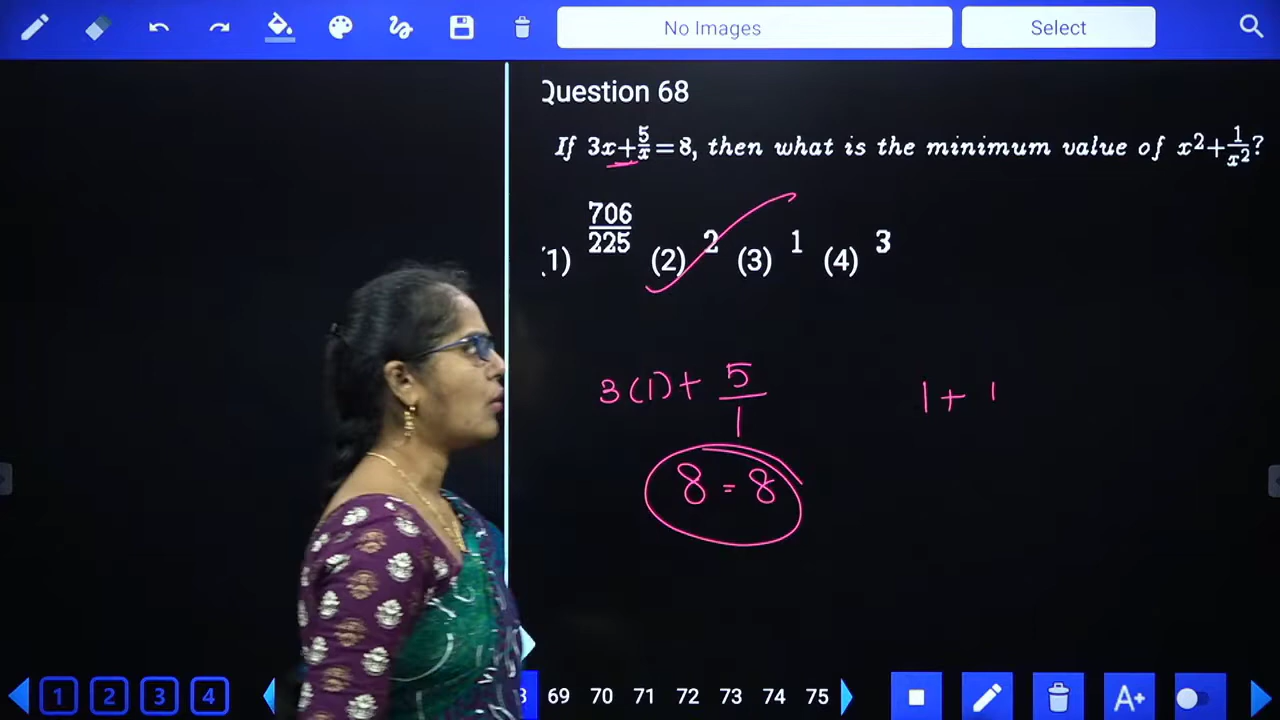 No Images
Select
Question 68
If 3x+5/x=8, then what is the minimum value of x²+1/x²?
(1) 706/225 (2) 2 (3) 1 (4) 3
3(1)+ 5/1
1+ 1
8=8
1 2 3 4
69 70 71 72 73 74 75
A+